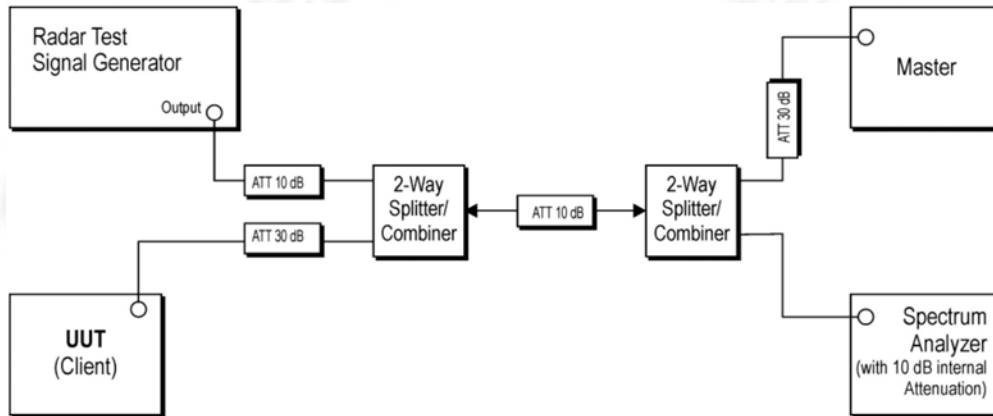 Radar Test
Signal Generator
Output
ATT 10 dB
ATT 30 dB
2-Way
Splitter/
Combiner
ATT 10 dB
2-Way
Splitter/
Combiner
ATT 30 dB
Master
UUT
(Client)
Spectrum
Analyzer
(with 10 dB internal
Attenuation)